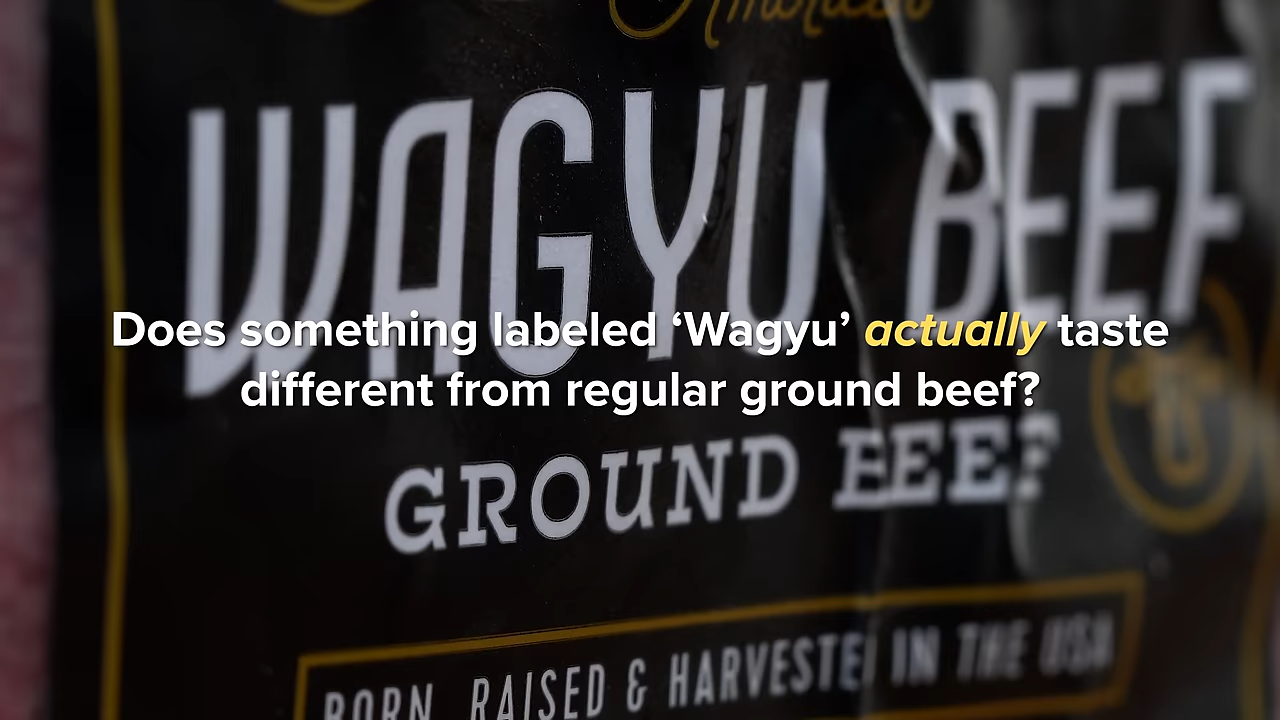 WAGYU BEEF
Does something labeled ‘Wagyu’ actually taste
different from regular ground beef?
GROUND BEEF
BORN, RAISED & HARVESTED IN THE USA